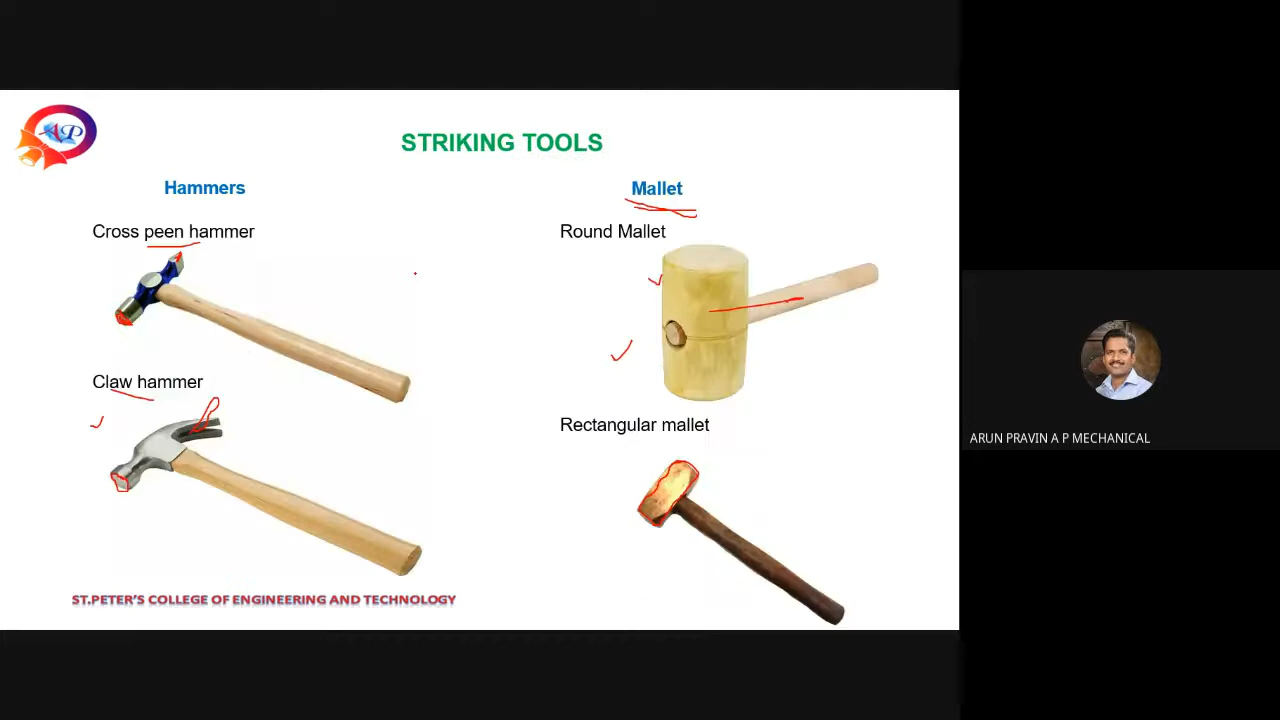 AP
STRIKING TOOLS
Hammers
Mallet
Cross peen hammer
Round Mallet
Claw hammer
Rectangular mallet
ST.PETER'S COLLEGE OF ENGINEERING AND TECHNOLOGY
ARUN PRAVIN A P MECHANICAL